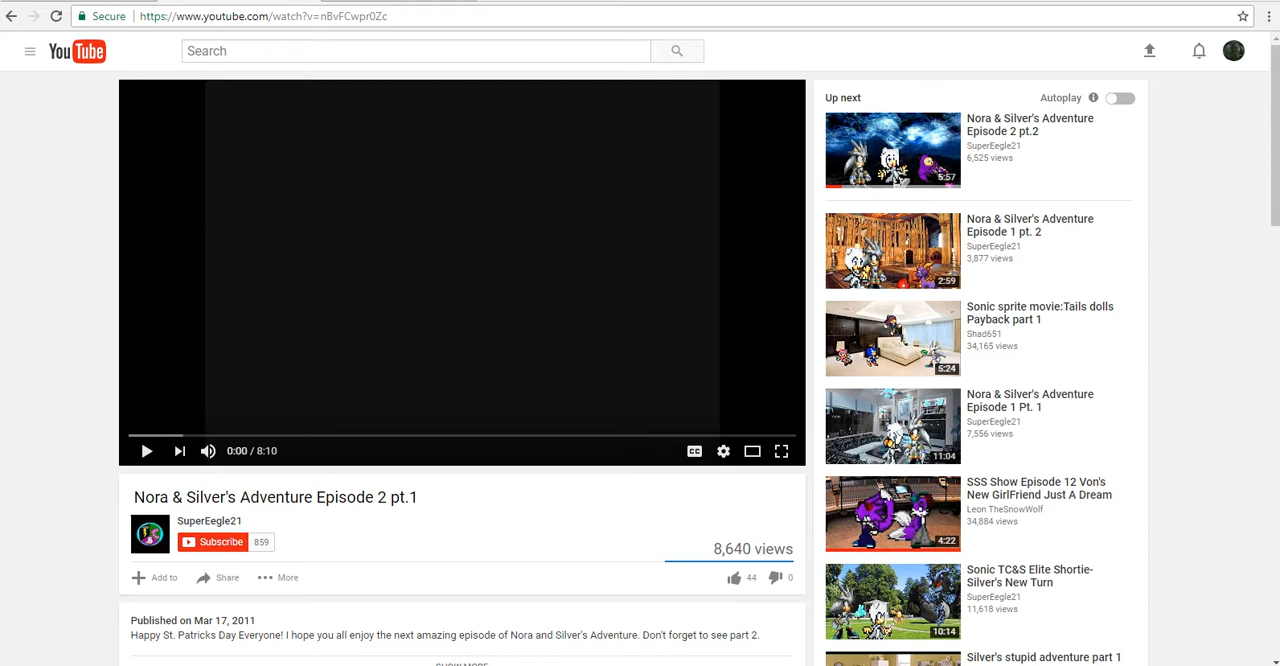 Secure https://www.youtube.com/watch?v=nBvFCwpr0Zc
YouTube
Search
0:00 / 8:10
CC
Nora & Silver's Adventure Episode 2 pt.1
SuperEegle21
Subscribe 859
8,640 views
Add to Share More 44 0
Published on Mar 17, 2011
Happy St. Patricks Day Everyone! I hope you all enjoy the next amazing episode of Nora and Silver's Adventure. Don't forget to see part 2.
SHOW MORE
Up next Autoplay
5:57
Nora & Silver's Adventure
Episode 2 pt.2
SuperEegle21
6,525 views
2:59
Nora & Silver's Adventure
Episode 1 pt. 2
SuperEegle21
3,877 views
5:24
Sonic sprite movie:Tails dolls
Payback part 1
Shad651
34,165 views
11:04
Nora & Silver's Adventure
Episode 1 Pt. 1
SuperEegle21
7,556 views
4:22
SSS Show Episode 12 Von's
New GirlFriend Just A Dream
Leon TheSnowWolf
34,884 views
10:14
Sonic TC&S Elite Shortie-
Silver's New Turn
SuperEegle21
11,618 views
Silver's stupid adventure part 1